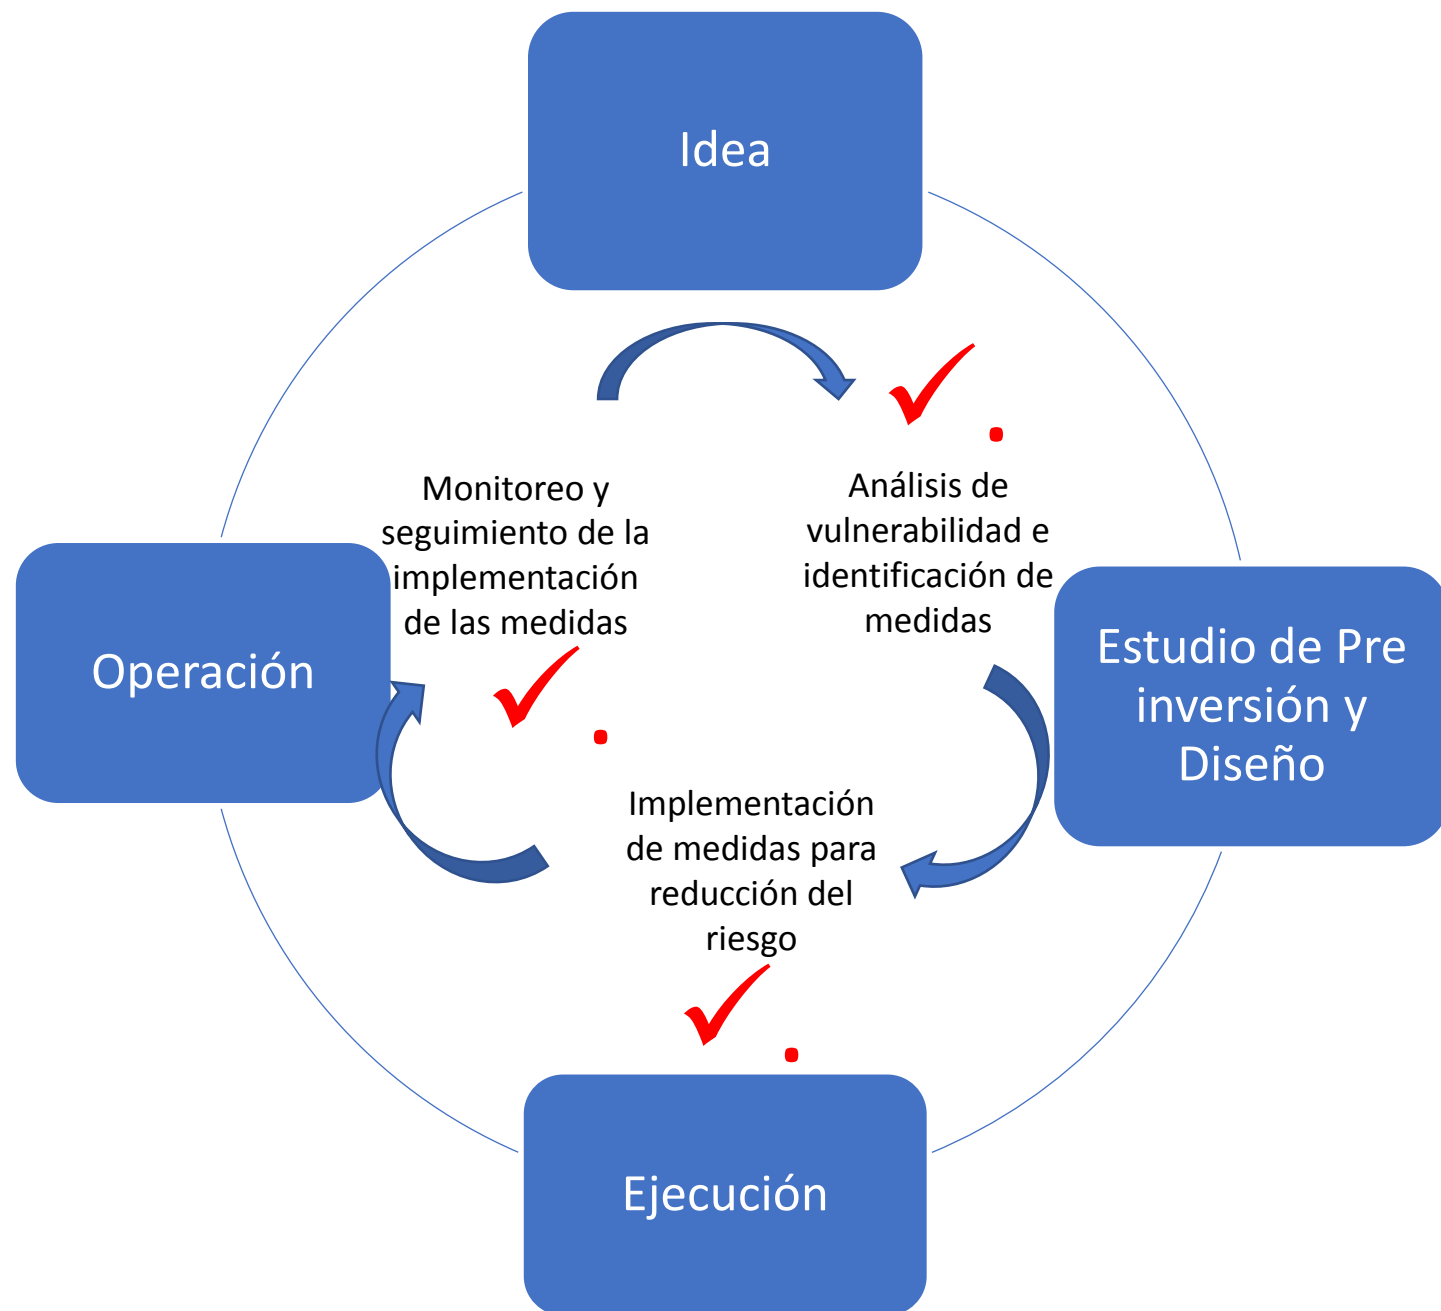 Idea
Monitoreo y
seguimiento de la
implementación
de las medidas
Análisis de
vulnerabilidad e
identificación de
medidas
Operación
Estudio de Pre
inversión y
Diseño
Implementación
de medidas para
reducción del
riesgo
Ejecución